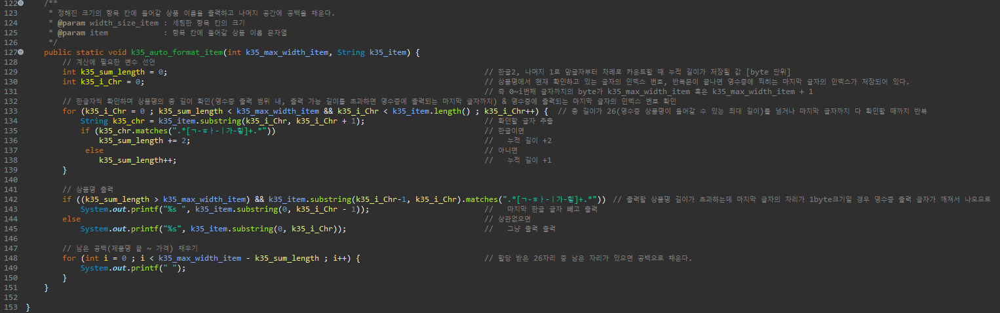 122 /**
123 * 정해진 크기의 항목 칸에 들어갈 상품 이름을 출력하고 나머지 공간에 공백을 채운다.
124 * @param width_size_item : 세팅한 항목 칸의 크기
125 * @param item : 항목 칸에 들어갈 상품 이름 문자열
126 */
127 public static void k35_auto_format_item(int k35_max_width_item, String k35_item) {
128 // 계산에 필요한 변수 선언
129 int k35_sum_length = 0; // 한글2, 나머지 1로 앞글자부터 차례로 카운트할 때 누적 길이가 저장될 값 [byte 단위]
130 int k35_i_Chr = 0; // 상품명에서 현재 확인하고 있는 글자의 인덱스 번호, 반복문이 끝나면 영수증에 찍히는 마지막 글자의 인덱스가 저장되어 있다.
131 // 즉 0~i번째 글자까지의 byte가 k35_max_width_item 혹은 k35_max_width_item + 1
132 // 한글자씩 확인하며 상품명의 총 길이 확인(영수증 출력 범위 내, 출력 가능 길이를 초과하면 영수증에 출력되는 마지막 글자까지) & 영수증에 출력되는 마지막 글자의 인덱스 번호 확인
133 for (k35_i_Chr = 0 ; k35_sum_length < k35_max_width_item && k35_i_Chr < k35_item.length() ; k35_i_Chr++) { // 총 길이가 26(영수증 상품명이 들어갈 수 있는 최대 길이)를 넘거나 마지막 글자까지 다 확인할 때까지 반복
134 String k35_chr = k35_item.substring(k35_i_Chr, k35_i_Chr + 1); // 확인할 글자 추출
135 if (k35_chr.matches(".*[ㄱ-ㅎㅏ-ㅣ가-힣]+.*")) // 한글이면
136 k35_sum_length += 2; // 누적 길이 +2
137 else // 아니면
138 k35_sum_length++; // 누적 길이 +1
139 }
140
141 // 상품명 출력
142 if ((k35_sum_length > k35_max_width_item) && k35_item.substring(k35_i_Chr-1, k35_i_Chr).matches(".*[ㄱ-ㅎㅏ-ㅣ가-힣]+.*")) // 출력할 상품명 길이가 초과하는데 마지막 글자의 자리가 1byte크기일 경우 영수증 출력 글자가 깨져서 나오므로
143 System.out.printf("%s ", k35_item.substring(0, k35_i_Chr - 1)); // 마지막 한글 글자 빼고 출력
144 else // 상관없으면
145 System.out.printf("%s", k35_item.substring(0, k35_i_Chr)); // 그냥 출력 출력
146
147 // 남은 공백(제품명 끝 ~ 가격) 채우기
148 for (int i = 0 ; i < k35_max_width_item - k35_sum_length ; i++) { // 할당 받은 26자리 중 남은 자리가 있으면 공백으로 채운다.
149 System.out.printf(" ");
150 }
151 }
152
153 }